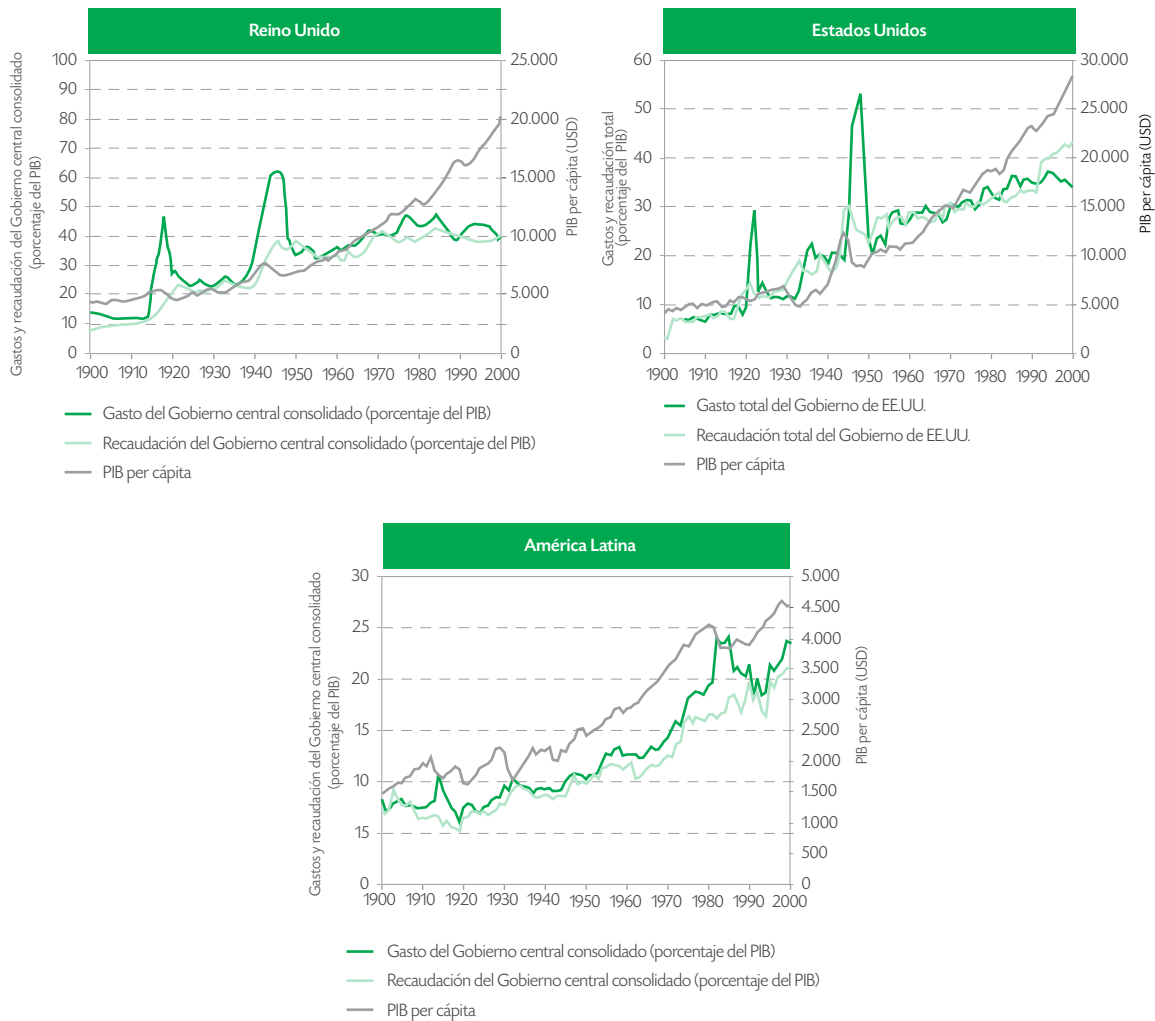 Reino Unido
Gastos y recaudación del Gobierno central consolidado
(porcentaje del PIB)
100
90
80
70
60
50
40
30
20
10
0
25.000
20.000
15.000
10.000
5.000
0
PIB per cápita (USD)
1900 1910 1920 1930 1940 1950 1960 1970 1980 1990 2000
Gasto del Gobierno central consolidado (porcentaje del PIB)
Recaudación del Gobierno central consolidado (porcentaje del PIB)
PIB per cápita
Estados Unidos
Gastos y recaudación total
(porcentaje del PIB)
60
50
40
30
20
10
0
30.000
25.000
20.000
15.000
10.000
5.000
0
PIB per cápita (USD)
1900 1910 1920 1930 1940 1950 1960 1970 1980 1990 2000
Gasto total del Gobierno de EE.UU.
Recaudación total del Gobierno de EE.UU.
PIB per cápita
América Latina
Gastos y recaudación del Gobierno central consolidado
(porcentaje del PIB)
30
25
20
15
10
15
0
5.000
4.500
4.000
3.500
3.000
2.500
2.000
1.500
1.000
500
0
PIB per cápita (USD)
1900 1910 1920 1930 1940 1950 1960 1970 1980 1990 2000
Gasto del Gobierno central consolidado (porcentaje del PIB)
Recaudación del Gobierno central consolidado (porcentaje del PIB)
PIB per cápita